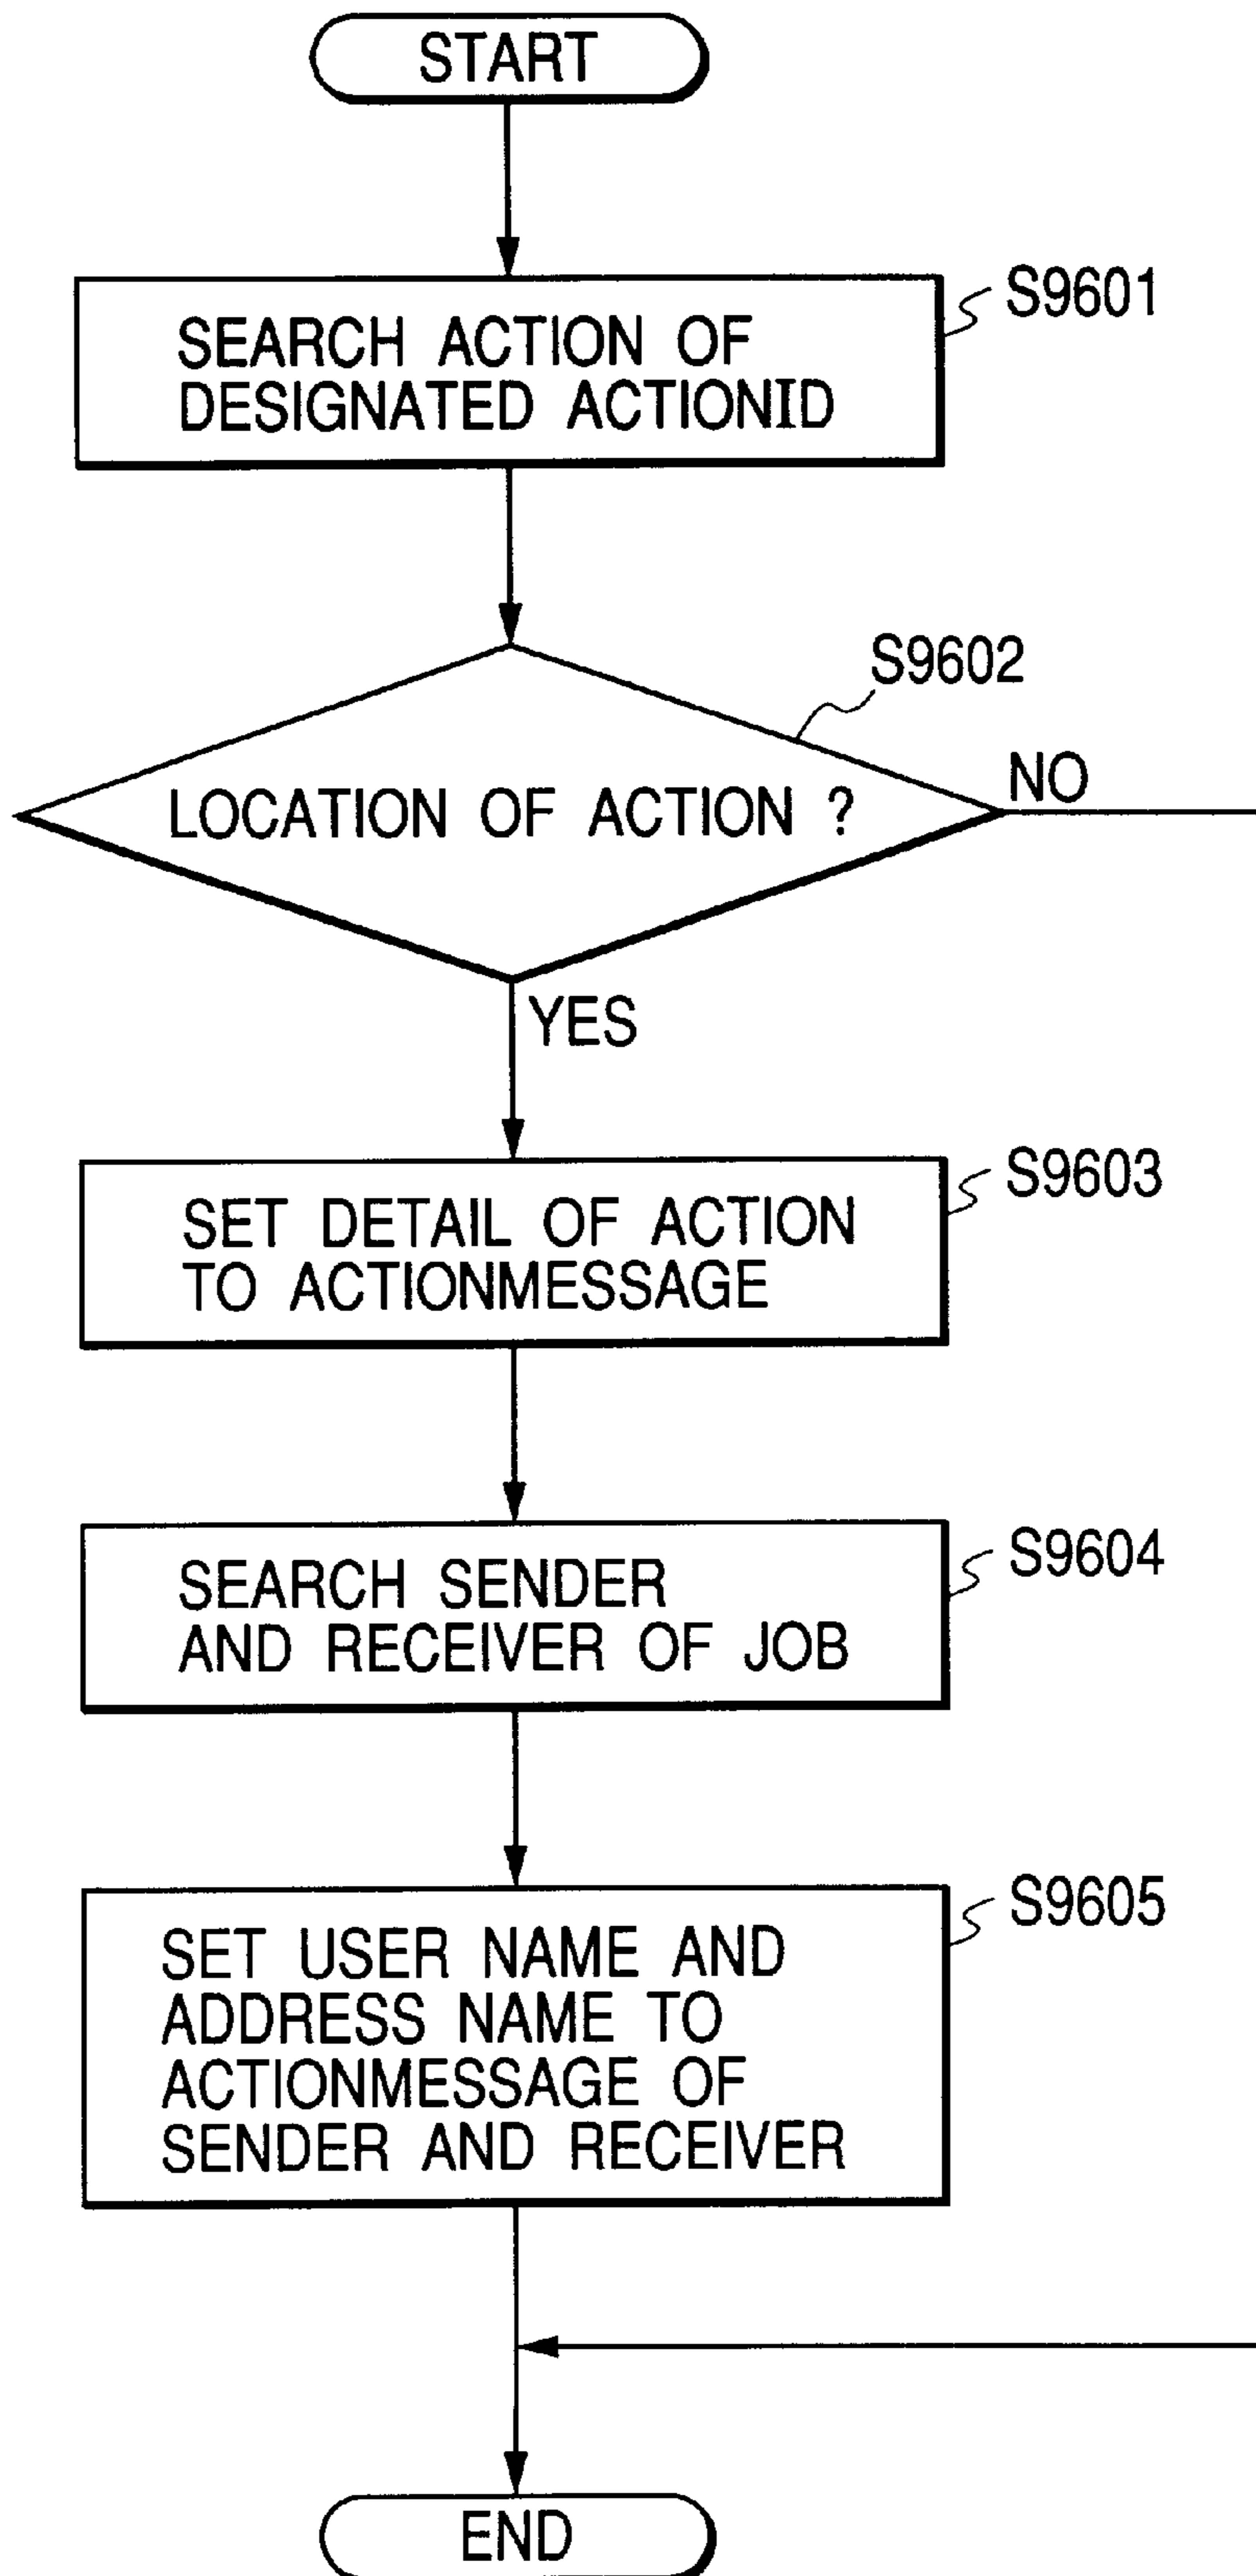 START
S9601
SEARCH ACTION OF
DESIGNATED ACTIONID
S9602
LOCATION OF ACTION ?
NO
YES
S9603
SET DETAIL OF ACTION
TO ACTIONMESSAGE
S9604
SEARCH SENDER
AND RECEIVER OF JOB
S9605
SET USER NAME AND
ADDRESS NAME TO
ACTIONMESSAGE OF
SENDER AND RECEIVER
END